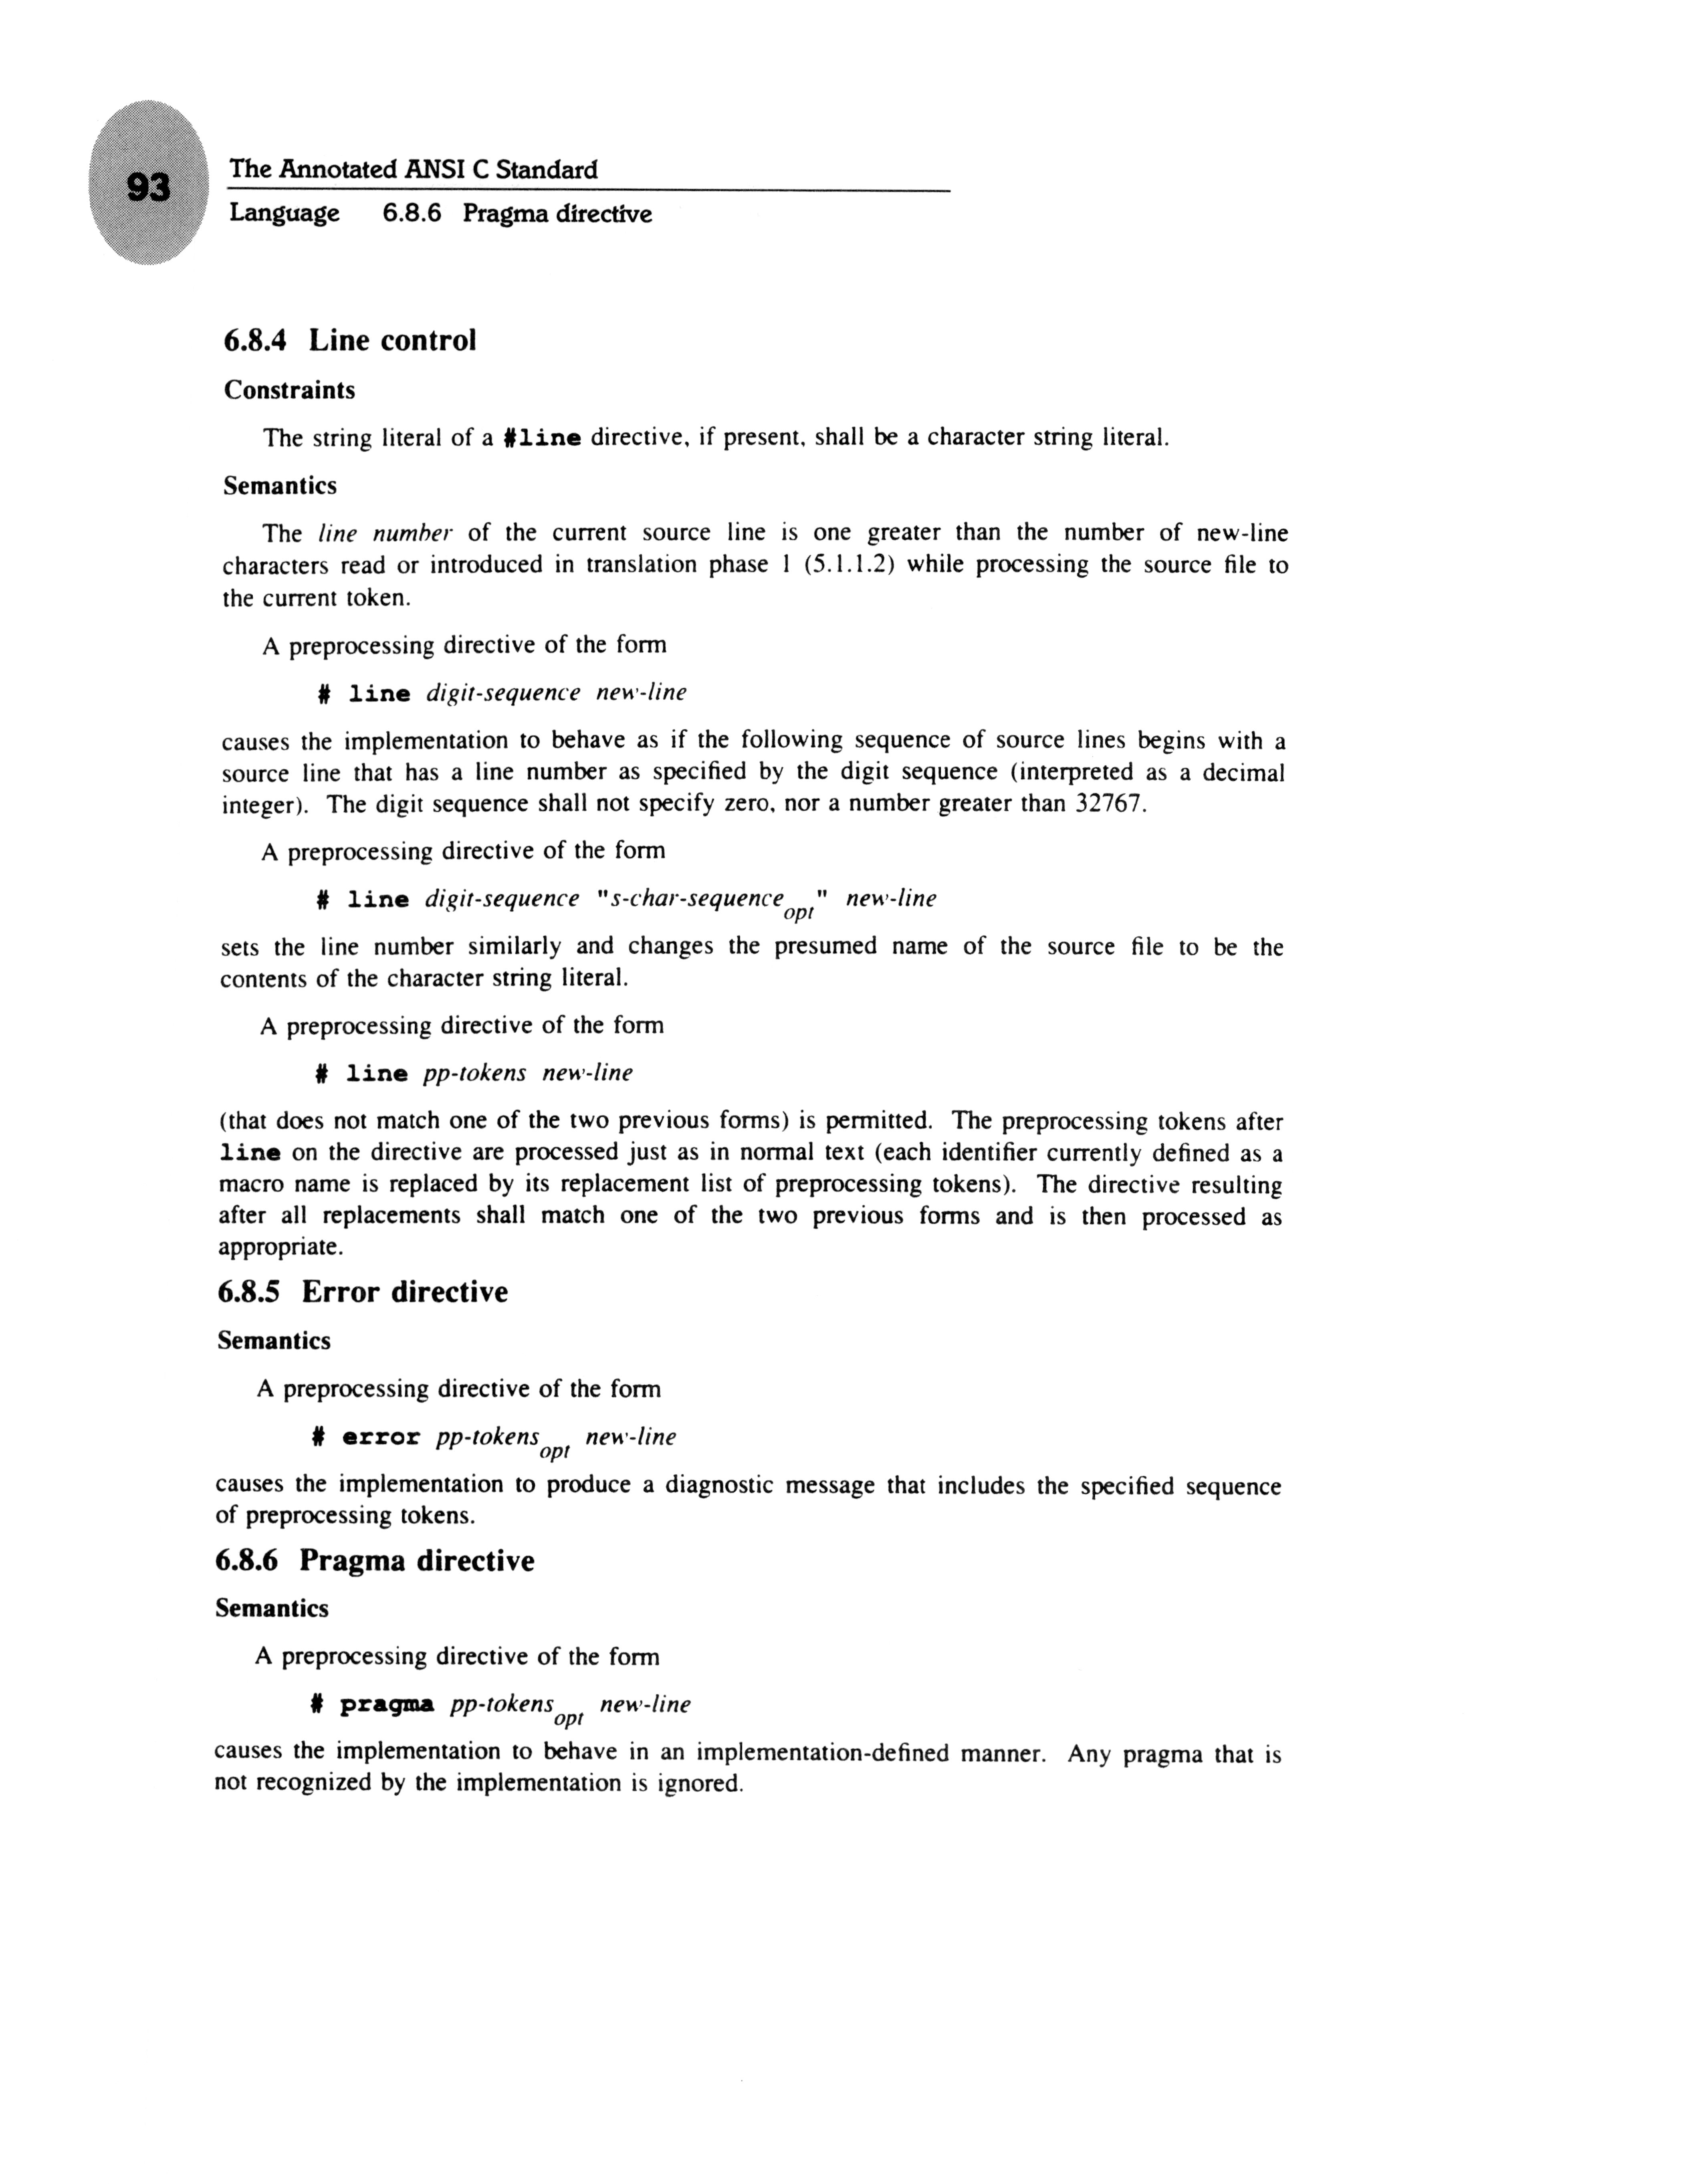 93
The Annotated ANSI C Standard
Language 6.8.6 Pragma directive
6.8.4 Line control
Constraints
The string literal of a #line directive, if present, shall be a character string literal.
Semantics
The line number of the current source line is one greater than the number of new-line
characters read or introduced in translation phase 1 (5.1.1.2) while processing the source file to
the current token.
A preprocessing directive of the form
# line digit-sequence new-line
causes the implementation to behave as if the following sequence of source lines begins with a
source line that has a line number as specified by the digit sequence (interpreted as a decimal
integer). The digit sequence shall not specify zero, nor a number greater than 32767.
A preprocessing directive of the form
# line digit-sequence "s-char-sequence opt" new-line
sets the line number similarly and changes the presumed name of the source file to be the
contents of the character string literal.
A preprocessing directive of the form
# line pp-tokens new-line
(that does not match one of the two previous forms) is permitted. The preprocessing tokens after
line on the directive are processed just as in normal text (each identifier currently defined as a
macro name is replaced by its replacement list of preprocessing tokens). The directive resulting
after all replacements shall match one of the two previous forms and is then processed as
appropriate.
6.8.5 Error directive
Semantics
A preprocessing directive of the form
# error pp-tokens opt new-line
causes the implementation to produce a diagnostic message that includes the specified sequence
of preprocessing tokens.
6.8.6 Pragma directive
Semantics
A preprocessing directive of the form
# pragma pp-tokens opt new-line
causes the implementation to behave in an implementation-defined manner. Any pragma that is
not recognized by the implementation is ignored.